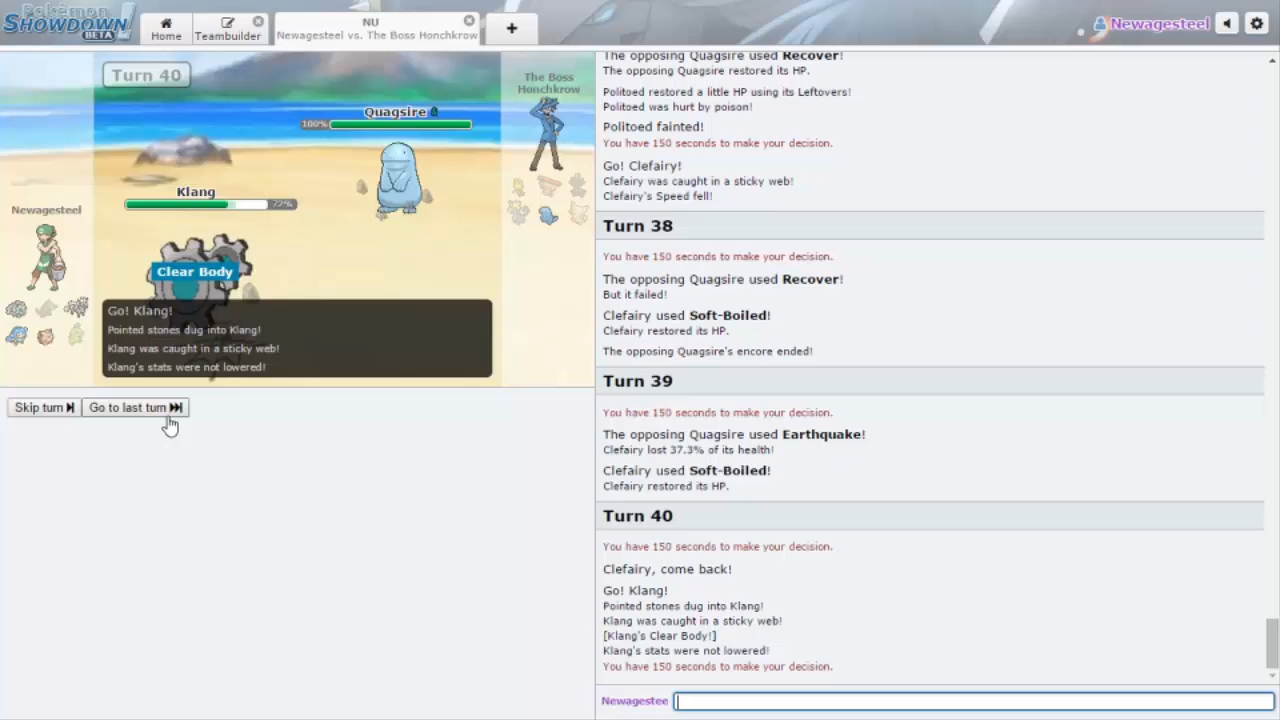 Pokémon
SHOWDOWN!
BETA
Home
Teambuilder
NU
Newagesteel vs. The Boss Honchkrow
+
Newagesteel
Turn 40
The Boss
Honchkrow
Quagsire
100%
Klang
72%
Newagesteel
Clear Body
Go! Klang!
Pointed stones dug into Klang!
Klang was caught in a sticky web!
Klang's stats were not lowered!
Skip turn
Go to last turn
The opposing Quagsire used Recover!
The opposing Quagsire restored its HP.
Politoed restored a little HP using its Leftovers!
Politoed was hurt by poison!
Politoed fainted!
You have 150 seconds to make your decision.
Go! Clefairy!
Clefairy was caught in a sticky web!
Clefairy's Speed fell!
Turn 38
You have 150 seconds to make your decision.
The opposing Quagsire used Recover!
But it failed!
Clefairy used Soft-Boiled!
Clefairy restored its HP.
The opposing Quagsire's encore ended!
Turn 39
You have 150 seconds to make your decision.
The opposing Quagsire used Earthquake!
Clefairy lost 37.3% of its health!
Clefairy used Soft-Boiled!
Clefairy restored its HP.
Turn 40
You have 150 seconds to make your decision.
Clefairy, come back!
Go! Klang!
Pointed stones dug into Klang!
Klang was caught in a sticky web!
[Klang's Clear Body!]
Klang's stats were not lowered!
You have 150 seconds to make your decision.
Newagestee